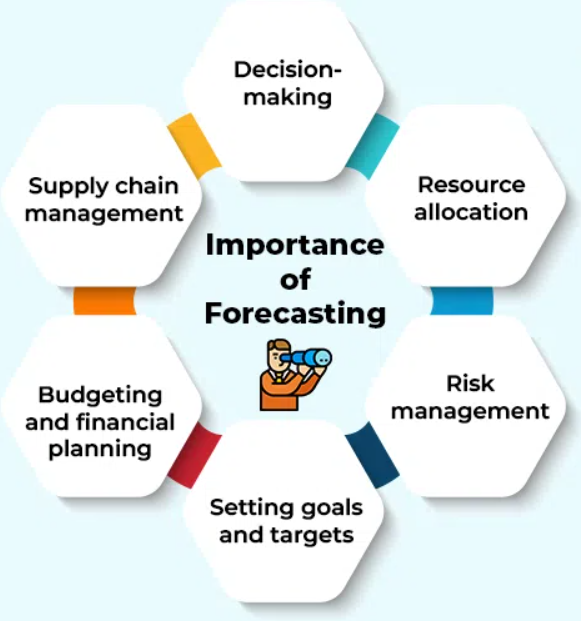 Importance
of
Forecasting
Decision-
making
Resource
allocation
Risk
management
Setting goals
and targets
Budgeting
and financial
planning
Supply chain
management